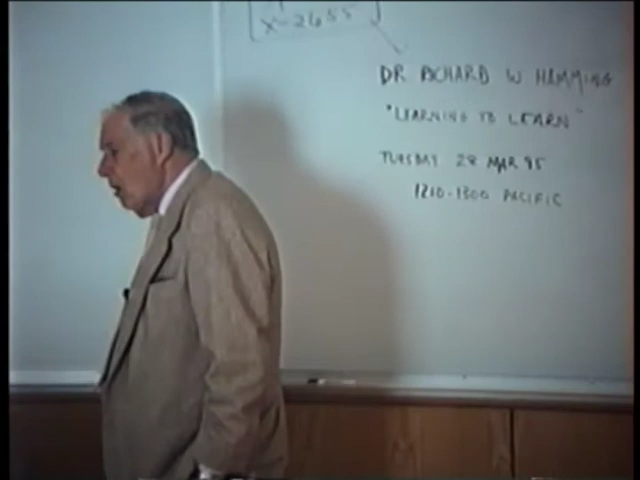 x-2655
DR RICHARD W HAMMING
"LEARNING TO LEARN"
TUESDAY 28 MAR 95
1210-1300 PACIFIC